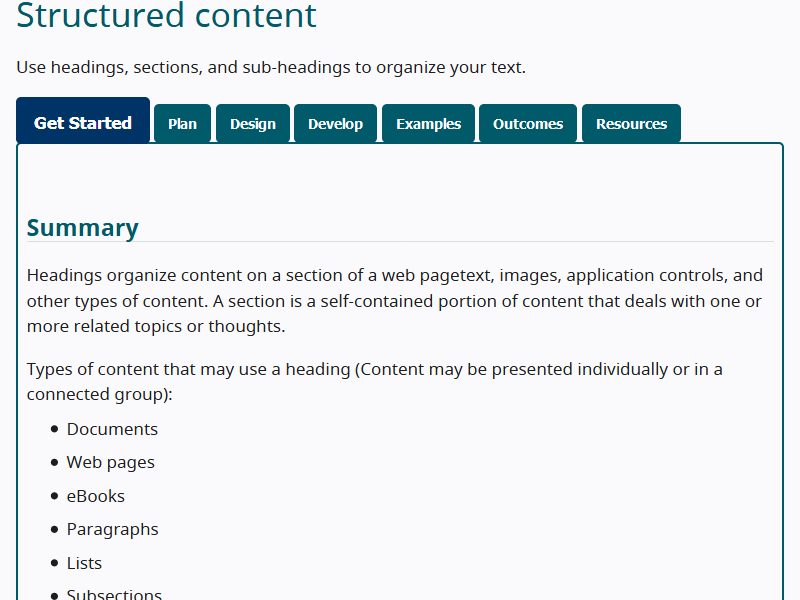 Structured content
Use headings, sections, and sub-headings to organize your text.
Get Started Plan Design Develop Examples Outcomes Resources
Summary
Headings organize content on a section of a web pagetext, images, application controls, and
other types of content. A section is a self-contained portion of content that deals with one or
more related topics or thoughts.
Types of content that may use a heading (Content may be presented individually or in a
connected group):
• Documents
• Web pages
• eBooks
• Paragraphs
• Lists
• Subsections